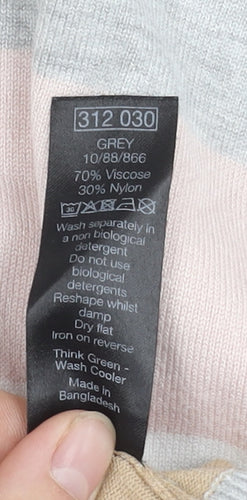 312 030
GREY
10/88/866
70% Viscose
30% Nylon
30
Wash separately in
a non biological
detergent
Do not use
biological
detergents
Reshape whilst
damp
Dry flat
Iron on reverse
Think Green -
Wash Cooler
Made in
Bangladesh